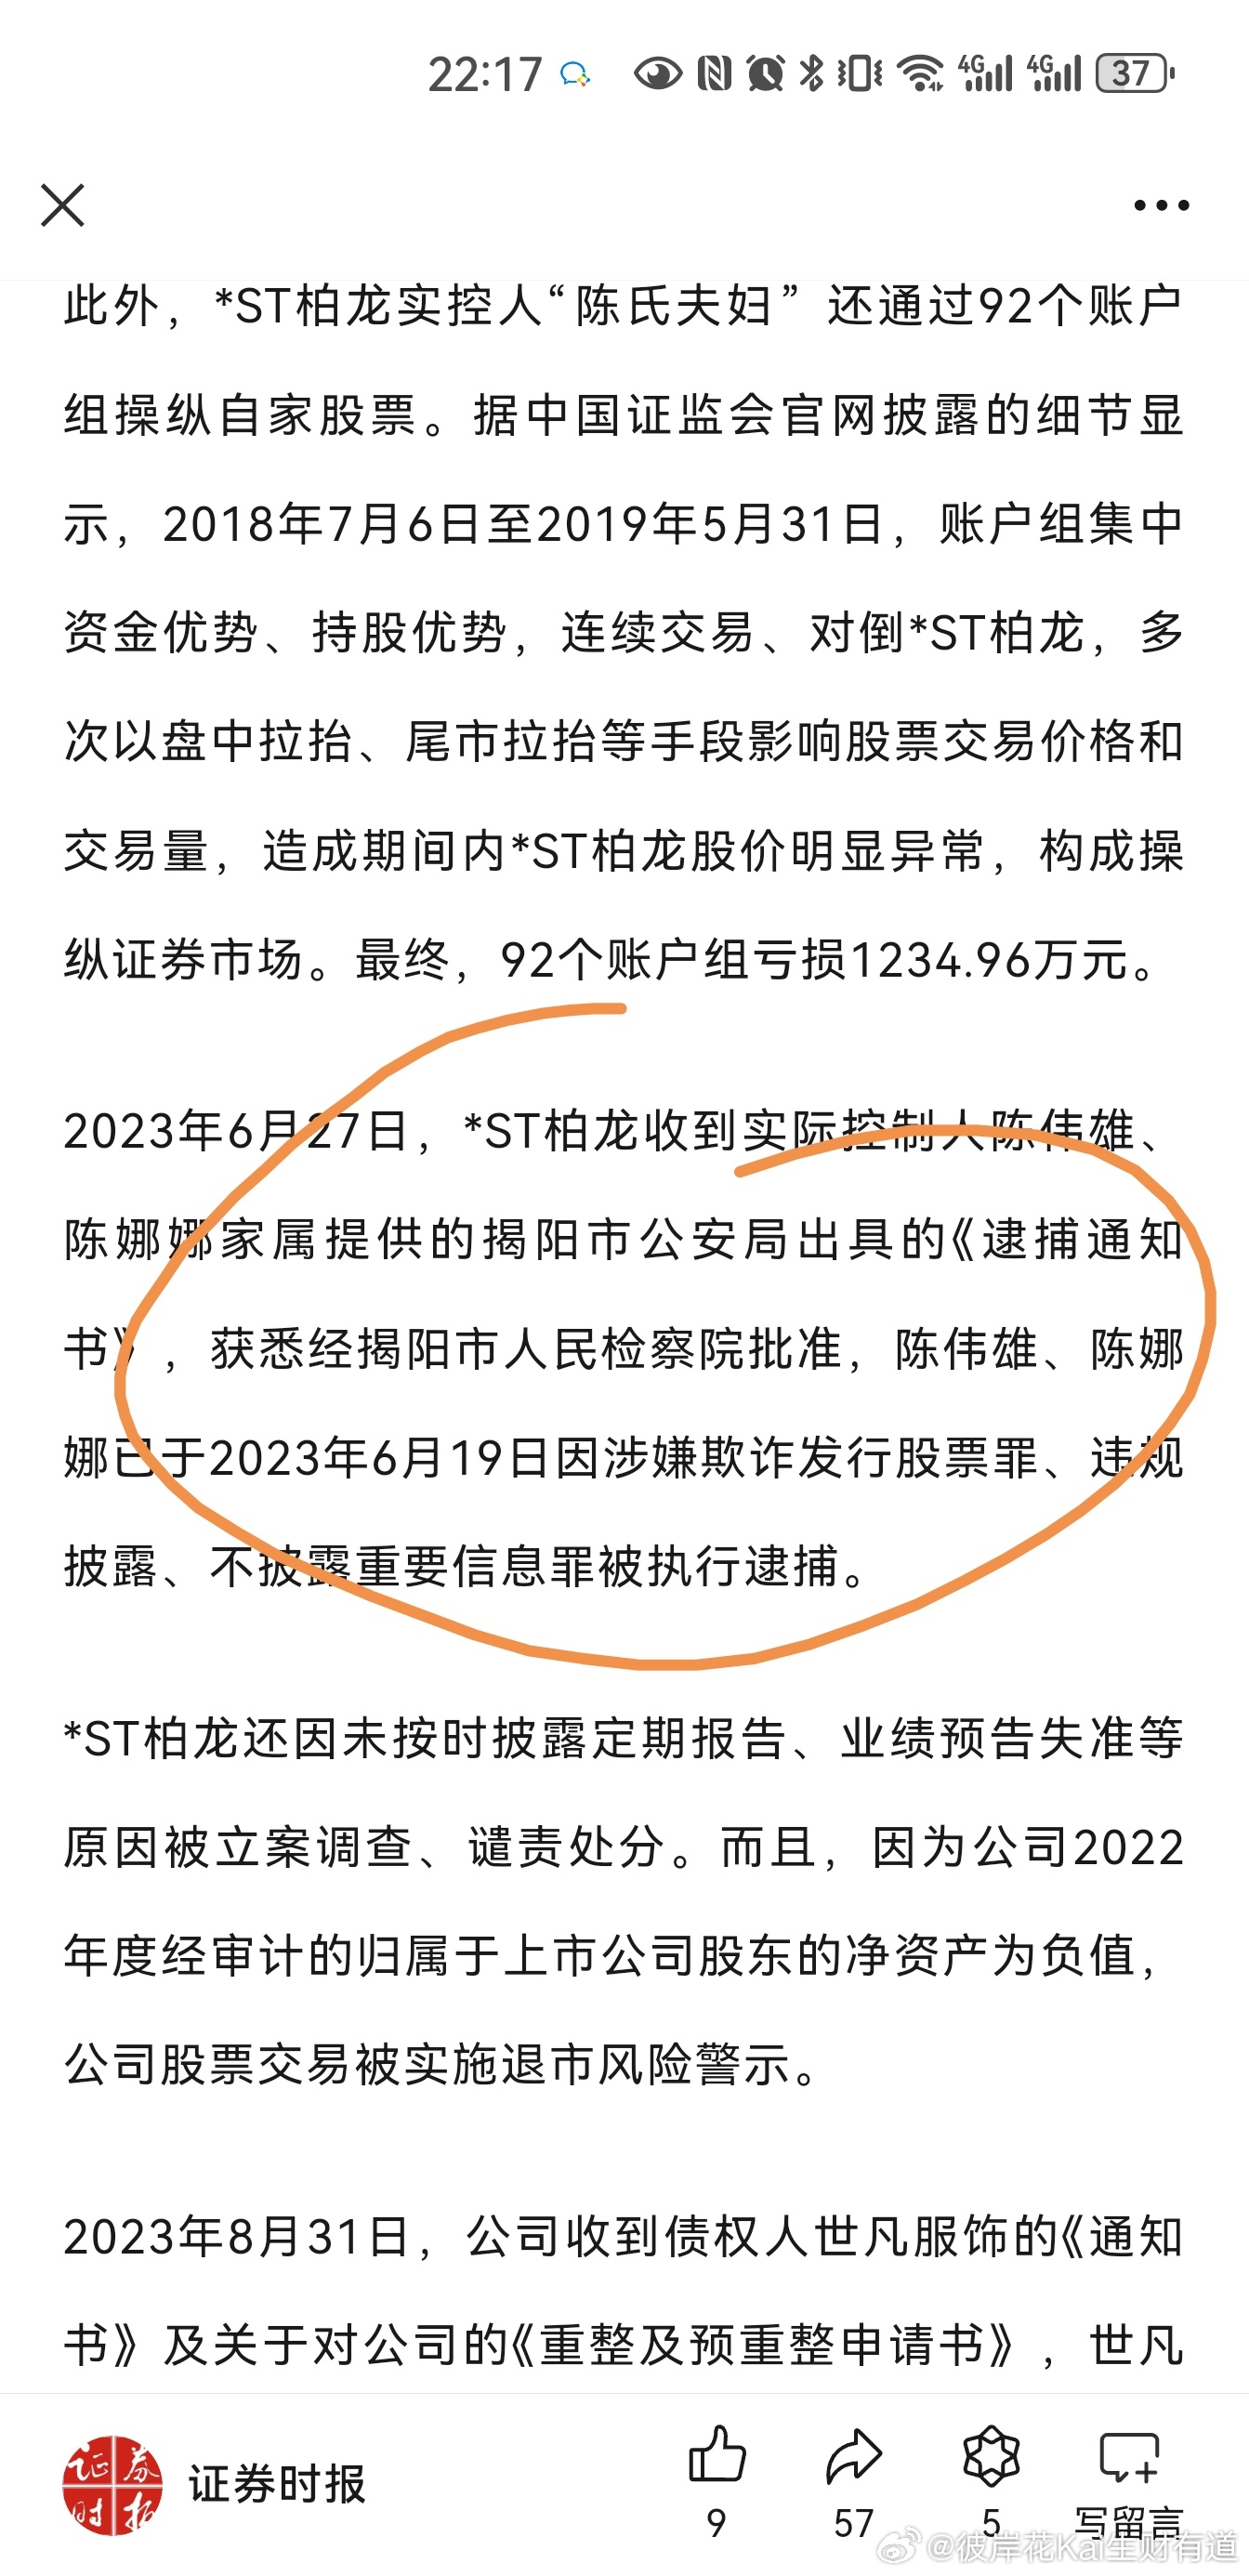 22:17 4G 4G 37
此外，*ST柏龙实控人“陈氏夫妇” 还通过92个账户
组操纵自家股票。据中国证监会官网披露的细节显
示，2018年7月6日至2019年5月31日，账户组集中
资金优势、持股优势，连续交易、对倒*ST柏龙，多
次以盘中拉抬、尾市拉抬等手段影响股票交易价格和
交易量，造成期间内*ST柏龙股价明显异常，构成操
纵证券市场。最终，92个账户组亏损1234.96万元。
2023年6月27日，*ST柏龙收到实际控制人陈伟雄、
陈娜娜家属提供的揭阳市公安局出具的《逮捕通知
书》，获悉经揭阳市人民检察院批准，陈伟雄、陈娜
娜已于2023年6月19日因涉嫌欺诈发行股票罪、违规
披露、不披露重要信息罪被执行逮捕。
*ST柏龙还因未按时披露定期报告、业绩预告失准等
原因被立案调查、谴责处分。而且，因为公司2022
年度经审计的归属于上市公司股东的净资产为负值，
公司股票交易被实施退市风险警示。
2023年8月31日，公司收到债权人世凡服饰的《通知
书》及关于对公司的《重整及预重整申请书》，世凡
证券
时报
证券时报
9 57 5 写留言
@彼岸花Kai生财有道